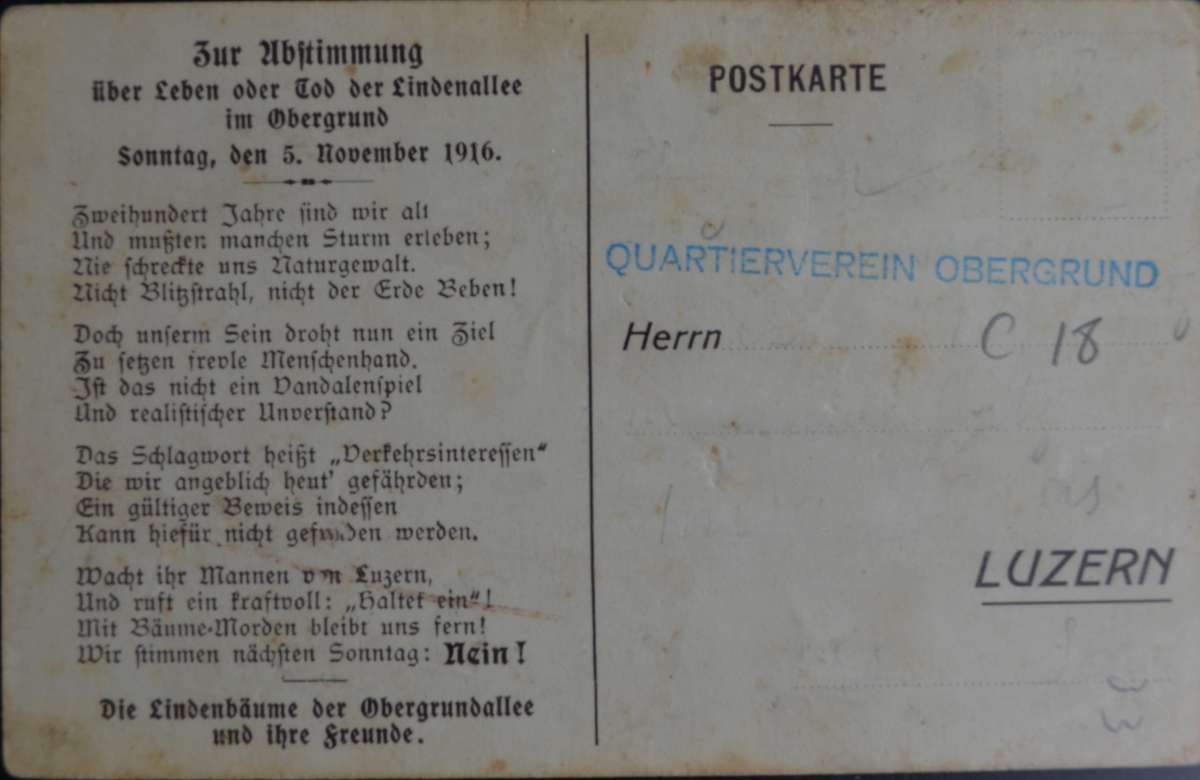 Zur Abstimmung
über Leben oder Tod der Lindenallee
im Obergrund
Sonntag, den 5. November 1916.
Zweihundert Jahre sind wir alt
Und mußten manchen Sturm erleben;
Nie schreckte uns Naturgewalt.
Nicht Blitzstrahl, nicht der Erde Beben!
Doch unserm Sein droht nun ein Ziel
Zu setzen frevle Menschenhand.
Ist das nicht ein Vandalenspiel
Und realistischer Unverstand?
Das Schlagwort heißt „Verkehrsinteressen“
Die wir angeblich heut' gefährden;
Ein gültiger Beweis indessen
Kann hiefür nicht gefunden werden.
Wacht ihr Mannen von Luzern,
Und ruft ein kraftvoll: „Haltet ein“!
Mit Bäume-Morden bleibt uns fern!
Wir stimmen nächsten Sonntag: Nein!
Die Lindenbäume der Obergrundallee
und ihre Freunde.
POSTKARTE
QUARTIERVEREIN OBERGRUND
Herrn C 18
LUZERN